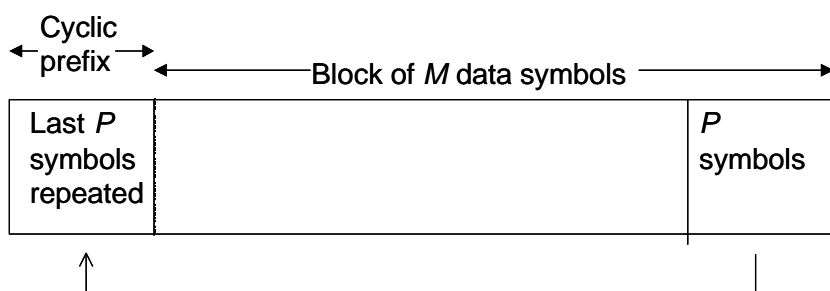 Cyclic
prefix
Block of M data symbols
Last P
symbols
repeated
P
symbols